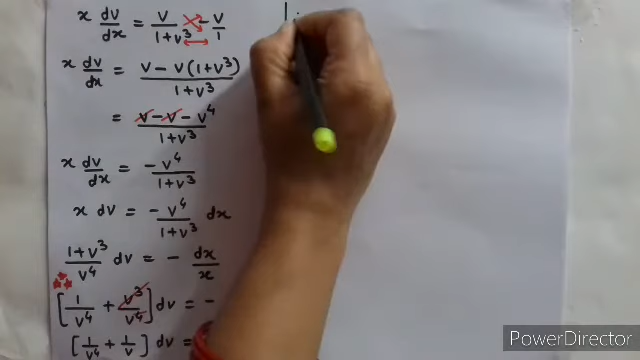 x dv/dx = v/1+v³ - v/1
x dv/dx = v - v(1+v³)/1+v³
= v - v - v⁴/1+v³
x dv/dx = -v⁴/1+v³
x dv = -v⁴/1+v³ dx
1+v³/v⁴ dv = - dx/x
[1/v⁴ + v³/v⁴] dv = -
[1/v⁴ + 1/v] dv =
PowerDirector